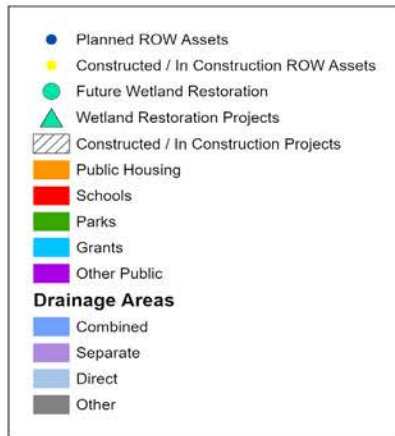 Planned ROW Assets
Constructed / In Construction ROW Assets
Future Wetland Restoration
Wetland Restoration Projects
Constructed / In Construction Projects
Public Housing
Schools
Parks
Grants
Other Public
Drainage Areas
Combined
Separate
Direct
Other